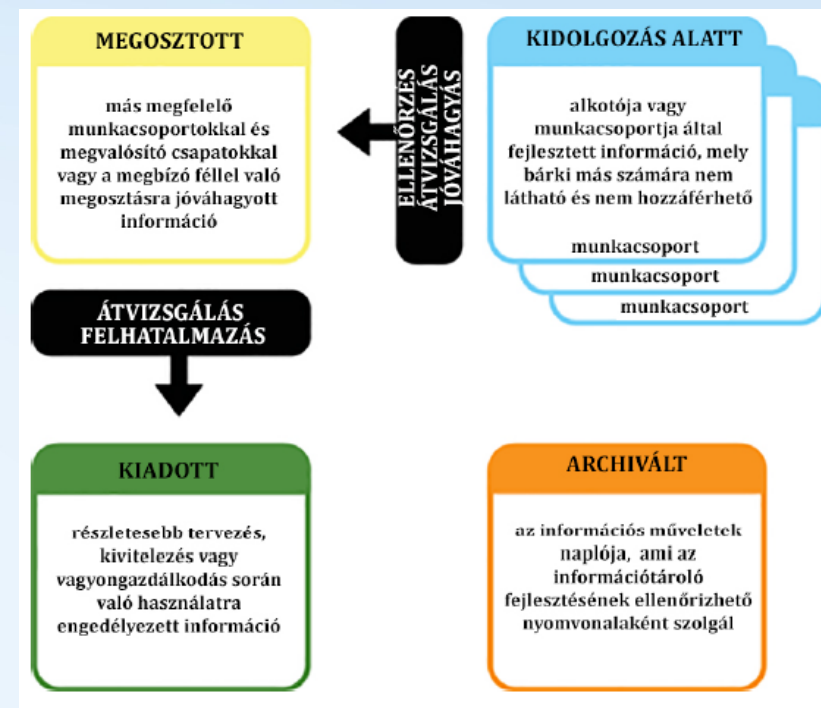 MEGOSZTOTT
más megfelelő
munkacsoportokkal és
megvalósító csapatokkal
vagy a megbízó féllel való
megosztásra jóváhagyott
információ
ELLENŐRZÉS
ÁTVIZSGÁLÁS
JÓVÁHAGYÁS
KIDOLGOZÁS ALATT
alkotója vagy
munkacsoportja által
fejlesztett információ, mely
bárki más számára nem
látható és nem hozzáférhető
munkacsoport
munkacsoport
munkacsoport
ÁTVIZSGÁLÁS
FELHATALMAZÁS
KIADOTT
részletesebb tervezés,
kivitelezés vagy
vagyongazdálkodás során
való használatra
engedélyezett információ
ARCHIVÁLT
az információs műveletek
naplója, ami az
információtároló
fejlesztésének ellenőrizhető
nyomvonalaként szolgál